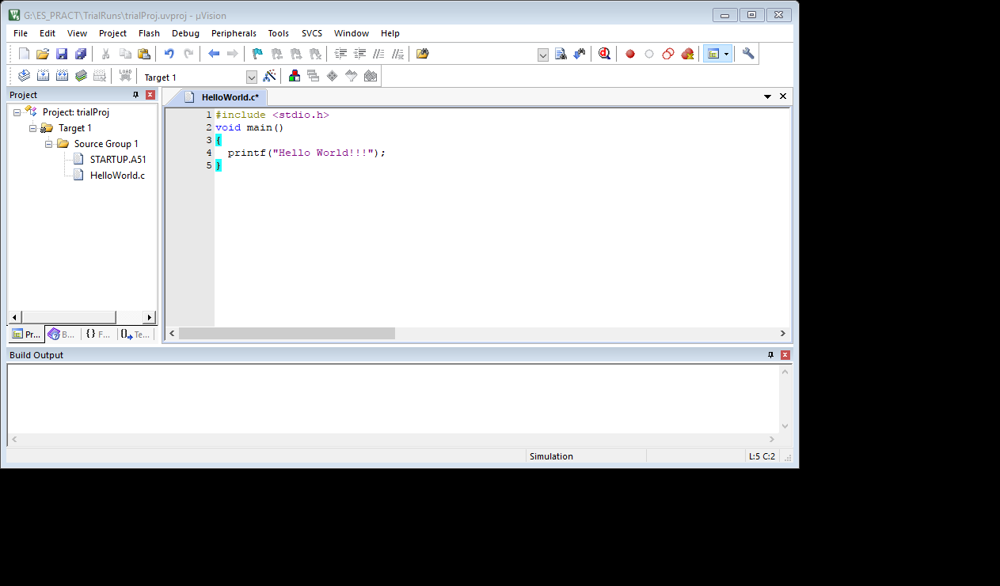 G:\ES_PRACT\TrialRuns\trialProj.uvproj - µVision
File Edit View Project Flash Debug Peripherals Tools SVCS Window Help
LOAD Target 1
Project
HelloWorld.c*
Project: trialProj
Target 1
Source Group 1
STARTUP.A51
HelloWorld.c
1 #include <stdio.h>
2 void main()
3 {
4   printf("Hello World!!!");
5 }
Pr... B... {} F... Te...
Build Output
Simulation L:5 C:2